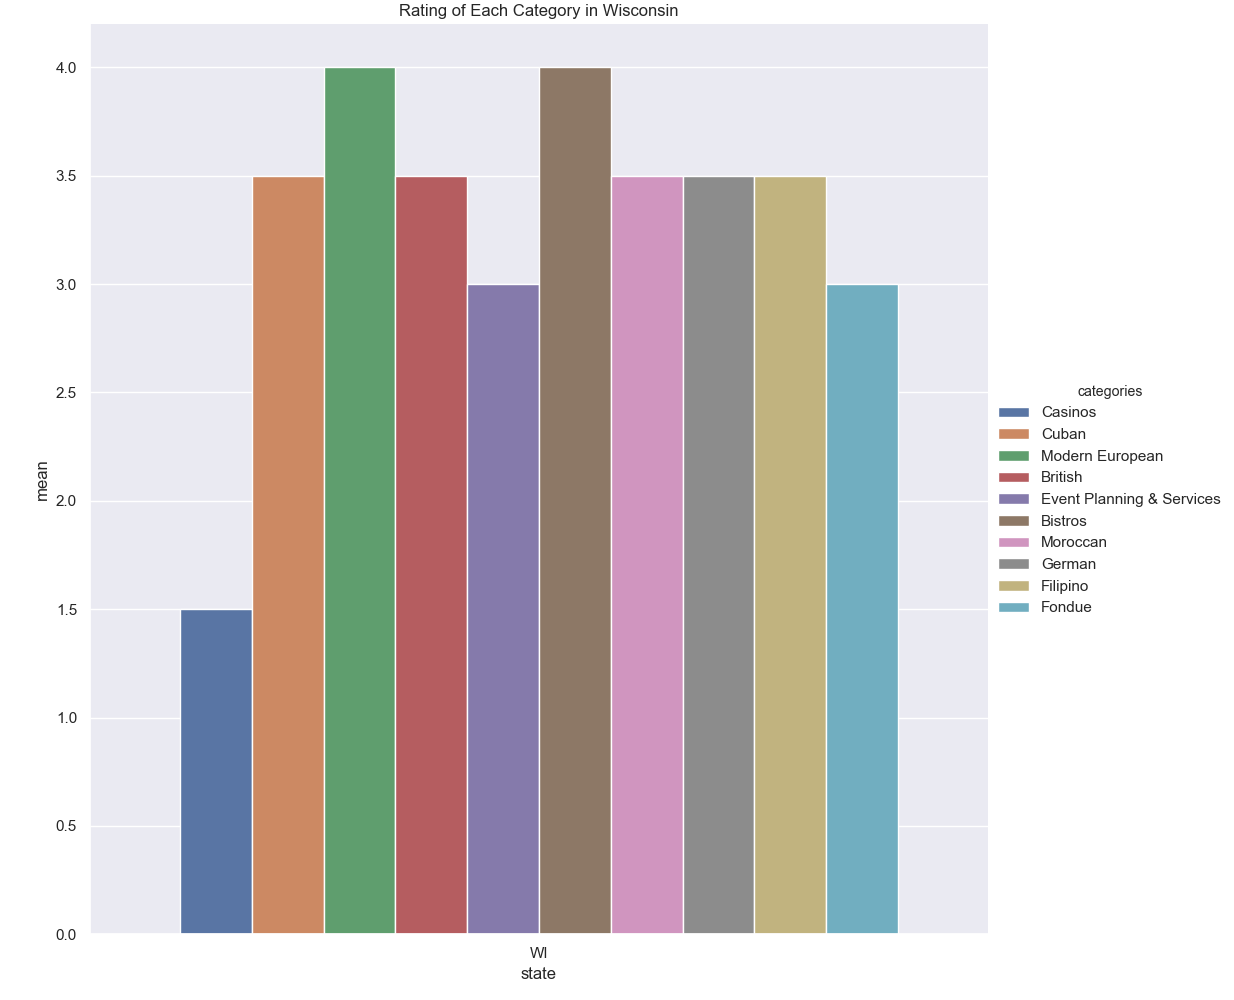 Rating of Each Category in Wisconsin
4.0
3.5
3.0
2.5
2.0
1.5
1.0
0.5
0.0
mean
WI
state
categories
Casinos
Cuban
Modern European
British
Event Planning & Services
Bistros
Moroccan
German
Filipino
Fondue